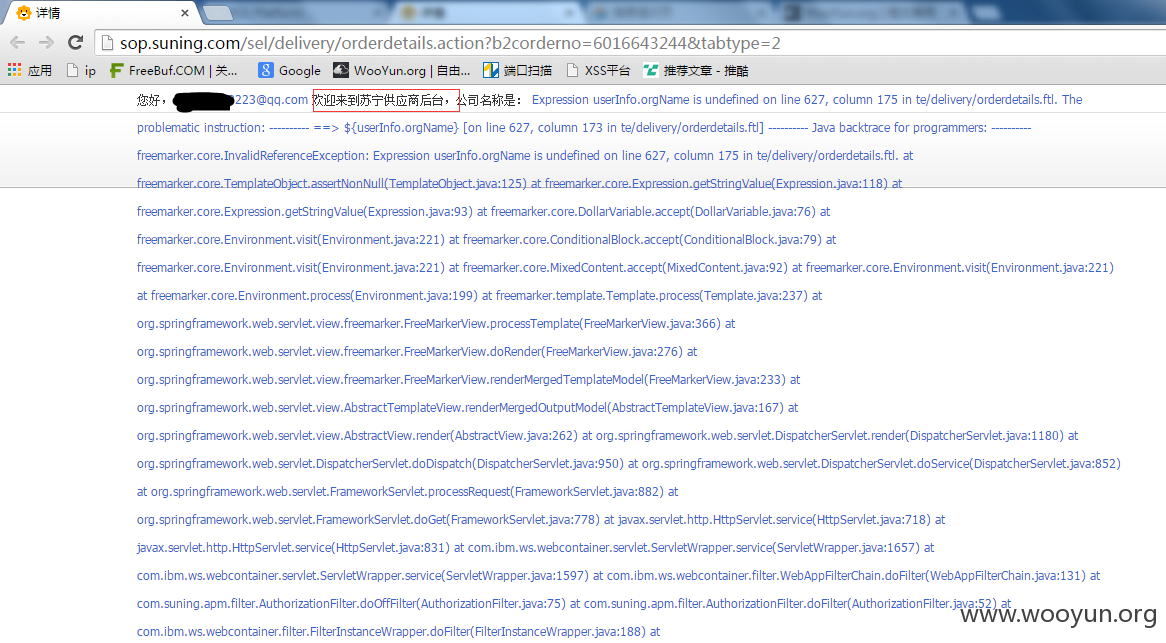 详情
sop.suning.com/sel/delivery/orderdetails.action?b2corderno=6016643244&tabtype=2
应用 ip FreeBuf.COM | 关... Google WooYun.org | 自由... 端口扫描 XSS平台 推荐文章 - 推酷
您好, 223@qq.com 欢迎来到苏宁供应商后台, 公司名称是: Expression userInfo.orgName is undefined on line 627, column 175 in te/delivery/orderdetails.ftl. The
problematic instruction: ---------- ==> ${userInfo.orgName} [on line 627, column 173 in te/delivery/orderdetails.ftl] ---------- Java backtrace for programmers: ----------
freemarker.core.InvalidReferenceException: Expression userInfo.orgName is undefined on line 627, column 175 in te/delivery/orderdetails.ftl. at
freemarker.core.TemplateObject.assertNonNull(TemplateObject.java:125) at freemarker.core.Expression.getStringValue(Expression.java:118) at
freemarker.core.Expression.getStringValue(Expression.java:93) at freemarker.core.DollarVariable.accept(DollarVariable.java:76) at
freemarker.core.Environment.visit(Environment.java:221) at freemarker.core.ConditionalBlock.accept(ConditionalBlock.java:79) at
freemarker.core.Environment.visit(Environment.java:221) at freemarker.core.MixedContent.accept(MixedContent.java:92) at freemarker.core.Environment.visit(Environment.java:221)
at freemarker.core.Environment.process(Environment.java:199) at freemarker.template.Template.process(Template.java:237) at
org.springframework.web.servlet.view.freemarker.FreeMarkerView.processTemplate(FreeMarkerView.java:366) at
org.springframework.web.servlet.view.freemarker.FreeMarkerView.doRender(FreeMarkerView.java:276) at
org.springframework.web.servlet.view.freemarker.FreeMarkerView.renderMergedTemplateModel(FreeMarkerView.java:233) at
org.springframework.web.servlet.view.AbstractTemplateView.renderMergedOutputModel(AbstractTemplateView.java:167) at
org.springframework.web.servlet.view.AbstractView.render(AbstractView.java:262) at org.springframework.web.servlet.DispatcherServlet.render(DispatcherServlet.java:1180) at
org.springframework.web.servlet.DispatcherServlet.doDispatch(DispatcherServlet.java:950) at org.springframework.web.servlet.DispatcherServlet.doService(DispatcherServlet.java:852)
at org.springframework.web.servlet.FrameworkServlet.processRequest(FrameworkServlet.java:882) at
org.springframework.web.servlet.FrameworkServlet.doGet(FrameworkServlet.java:778) at javax.servlet.http.HttpServlet.service(HttpServlet.java:718) at
javax.servlet.http.HttpServlet.service(HttpServlet.java:831) at com.ibm.ws.webcontainer.servlet.ServletWrapper.service(ServletWrapper.java:1657) at
com.ibm.ws.webcontainer.servlet.ServletWrapper.service(ServletWrapper.java:1597) at com.ibm.ws.webcontainer.filter.WebAppFilterChain.doFilter(WebAppFilterChain.java:131) at
com.suning.apm.filter.AuthorizationFilter.doOffFilter(AuthorizationFilter.java:75) at com.suning.apm.filter.AuthorizationFilter.doFilter(AuthorizationFilter.java:52) at
www.wooyun.org
com.ibm.ws.webcontainer.filter.FilterInstanceWrapper.doFilter(FilterInstanceWrapper.java:188) at